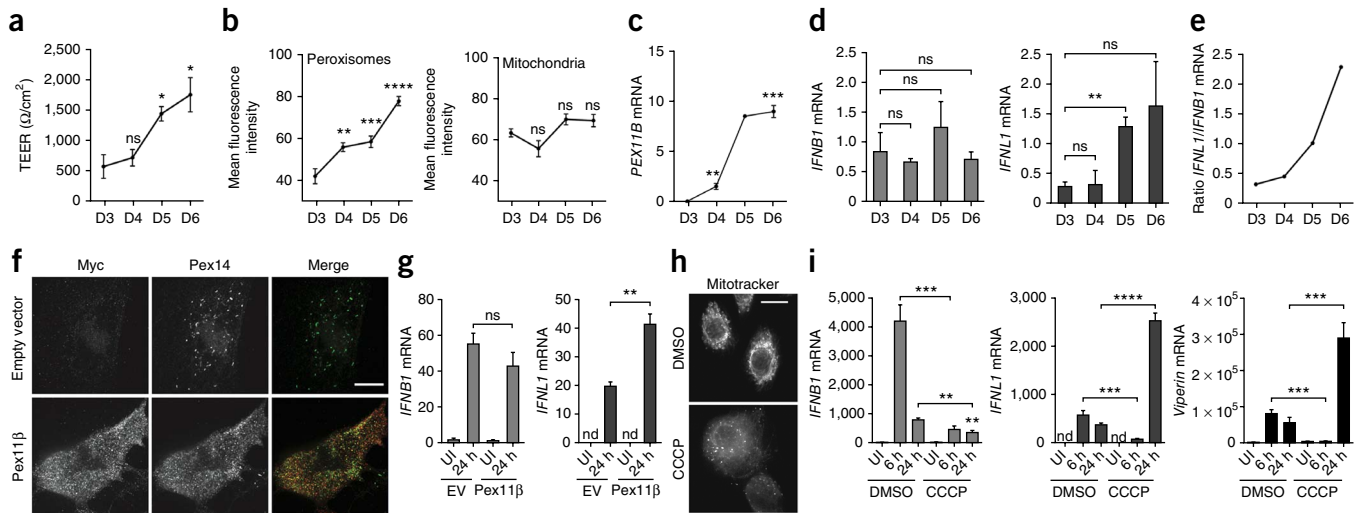 a
TEER (Ω/cm²)
2,500
2,000
1,500
1,000
500
0
ns
*
*
D3 D4 D5 D6
b
Mean fluorescence intensity
100
80
60
40
Peroxisomes
**
***
****
D3 D4 D5 D6
Mean fluorescence intensity
100
80
60
40
Mitochondria
ns
ns
ns
D3 D4 D5 D6
c
PEX11B mRNA
15
10
5
0
**
***
D3 D4 D5 D6
d
IFNB1 mRNA
2.5
2.0
1.5
1.0
0.5
0
ns
ns
ns
D3 D4 D5 D6
IFNL1 mRNA
2.5
2.0
1.5
1.0
0.5
0
ns
**
ns
D3 D4 D5 D6
e
Ratio IFNL1/IFNB1 mRNA
2.5
2.0
1.5
1.0
0.5
0
D3 D4 D5 D6
f
Myc Pex14 Merge
Empty vector
Pex11β
g
IFNB1 mRNA
80
60
40
20
0
ns
UI 24 h UI 24 h
EV Pex11β
IFNL1 mRNA
50
40
30
20
10
0
**
nd nd
UI 24 h UI 24 h
EV Pex11β
h
Mitotracker
DMSO
CCCP
i
IFNB1 mRNA
5,000
4,000
3,000
2,000
1,000
0
***
**
**
UI 6 h 24 h UI 6 h 24 h
DMSO CCCP
IFNL1 mRNA
3,000
2,000
1,000
0
****
***
nd nd
UI 6 h 24 h UI 6 h 24 h
DMSO CCCP
Viperin mRNA
4 × 10⁵
3 × 10⁵
2 × 10⁵
1 × 10⁵
0
***
***
UI 6 h 24 h UI 6 h 24 h
DMSO CCCP